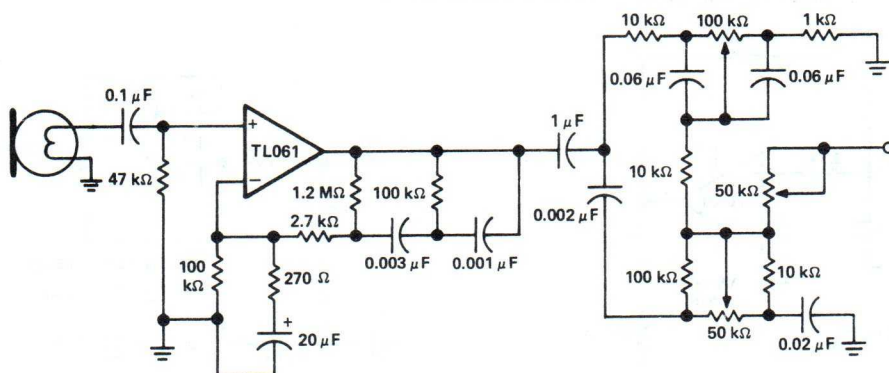 10 kΩ
100 kΩ
1 kΩ
0.06 μF
0.06 μF
0.1 μF
+
TL061
−
47 kΩ
1 μF
1.2 MΩ
100 kΩ
10 kΩ
50 kΩ
2.7 kΩ
0.002 μF
0.003 μF
0.001 μF
100
kΩ
270 Ω
100 kΩ
10 kΩ
+
20 μF
50 kΩ
0.02 μF